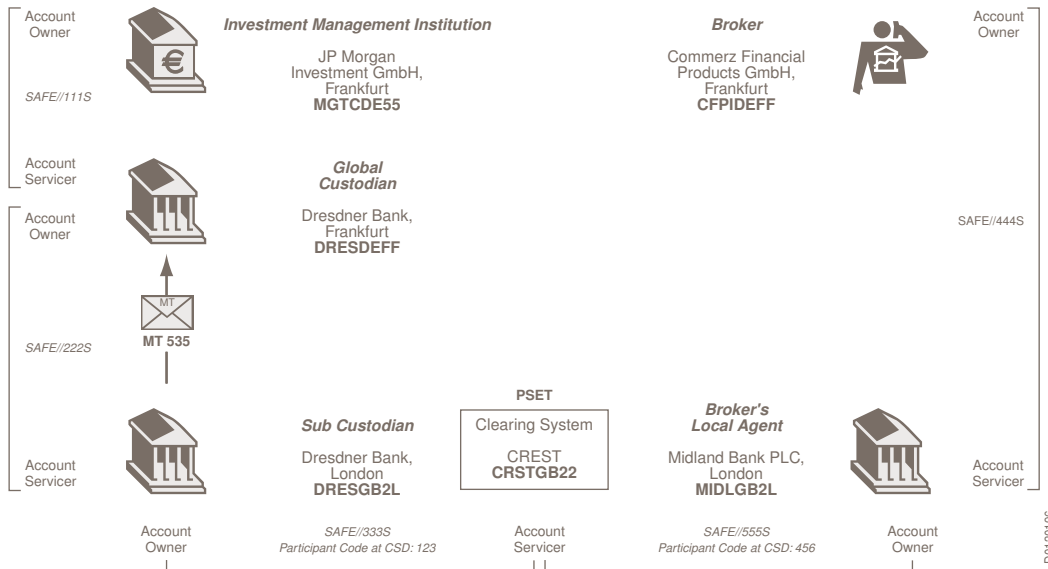 Account
Owner
SAFE//111S
Account
Servicer
Account
Owner
SAFE//222S
Account
Servicer
€
Investment Management Institution
JP Morgan
Investment GmbH,
Frankfurt
MGTCDE55
Global
Custodian
Dresdner Bank,
Frankfurt
DRESDEFF
MT
MT 535
Sub Custodian
Dresdner Bank,
London
DRESGB2L
PSET
Clearing System
CREST
CRSTGB22
Broker
Commerz Financial
Products GmbH,
Frankfurt
CFPIDEFF
Broker's
Local Agent
Midland Bank PLC,
London
MIDLGB2L
Account
Owner
SAFE//444S
Account
Servicer
Account
Owner
SAFE//333S
Participant Code at CSD: 123
Account
Servicer
SAFE//555S
Participant Code at CSD: 456
Account
Owner